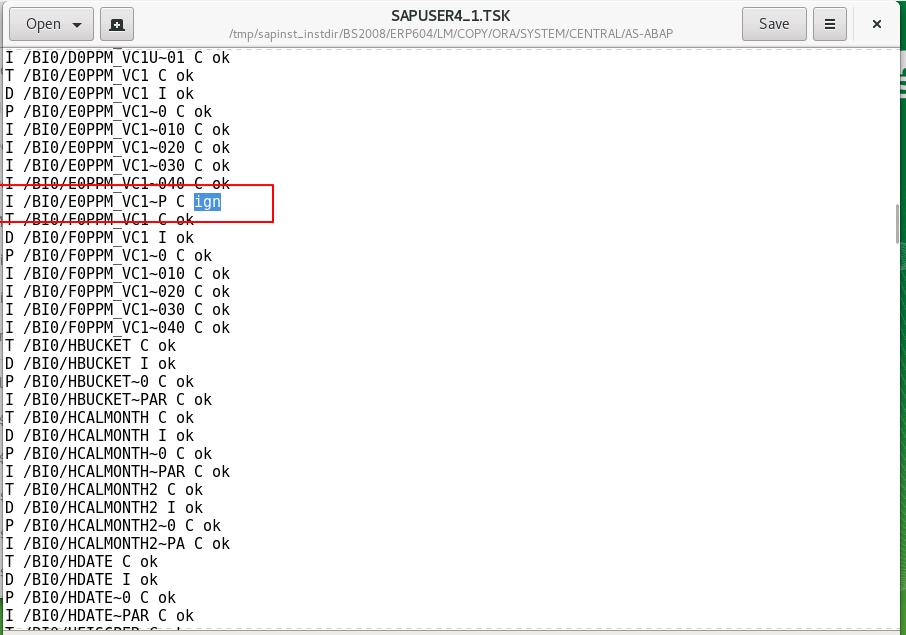 Open
SAPUSER4_1.TSK
/tmp/sapinst_instdir/BS2008/ERP604/LM/COPY/ORA/SYSTEM/CENTRAL/AS-ABAP
Save
I /BI0/D0PPM_VC1U~01 C ok
T /BI0/E0PPM_VC1 C ok
D /BI0/E0PPM_VC1 I ok
P /BI0/E0PPM_VC1~0 C ok
I /BI0/E0PPM_VC1~010 C ok
I /BI0/E0PPM_VC1~020 C ok
I /BI0/E0PPM_VC1~030 C ok
I /BI0/E0PPM_VC1~040 C ok
I /BI0/E0PPM_VC1~P C ign
T /BI0/F0PPM_VC1 C ok
D /BI0/F0PPM_VC1 I ok
P /BI0/F0PPM_VC1~0 C ok
I /BI0/F0PPM_VC1~010 C ok
I /BI0/F0PPM_VC1~020 C ok
I /BI0/F0PPM_VC1~030 C ok
I /BI0/F0PPM_VC1~040 C ok
T /BI0/HBUCKET C ok
D /BI0/HBUCKET I ok
P /BI0/HBUCKET~0 C ok
I /BI0/HBUCKET~PAR C ok
T /BI0/HCALMONTH C ok
D /BI0/HCALMONTH I ok
P /BI0/HCALMONTH~0 C ok
I /BI0/HCALMONTH~PAR C ok
T /BI0/HCALMONTH2 C ok
D /BI0/HCALMONTH2 I ok
P /BI0/HCALMONTH2~0 C ok
I /BI0/HCALMONTH2~PA C ok
T /BI0/HDATE C ok
D /BI0/HDATE I ok
P /BI0/HDATE~0 C ok
I /BI0/HDATE~PAR C ok